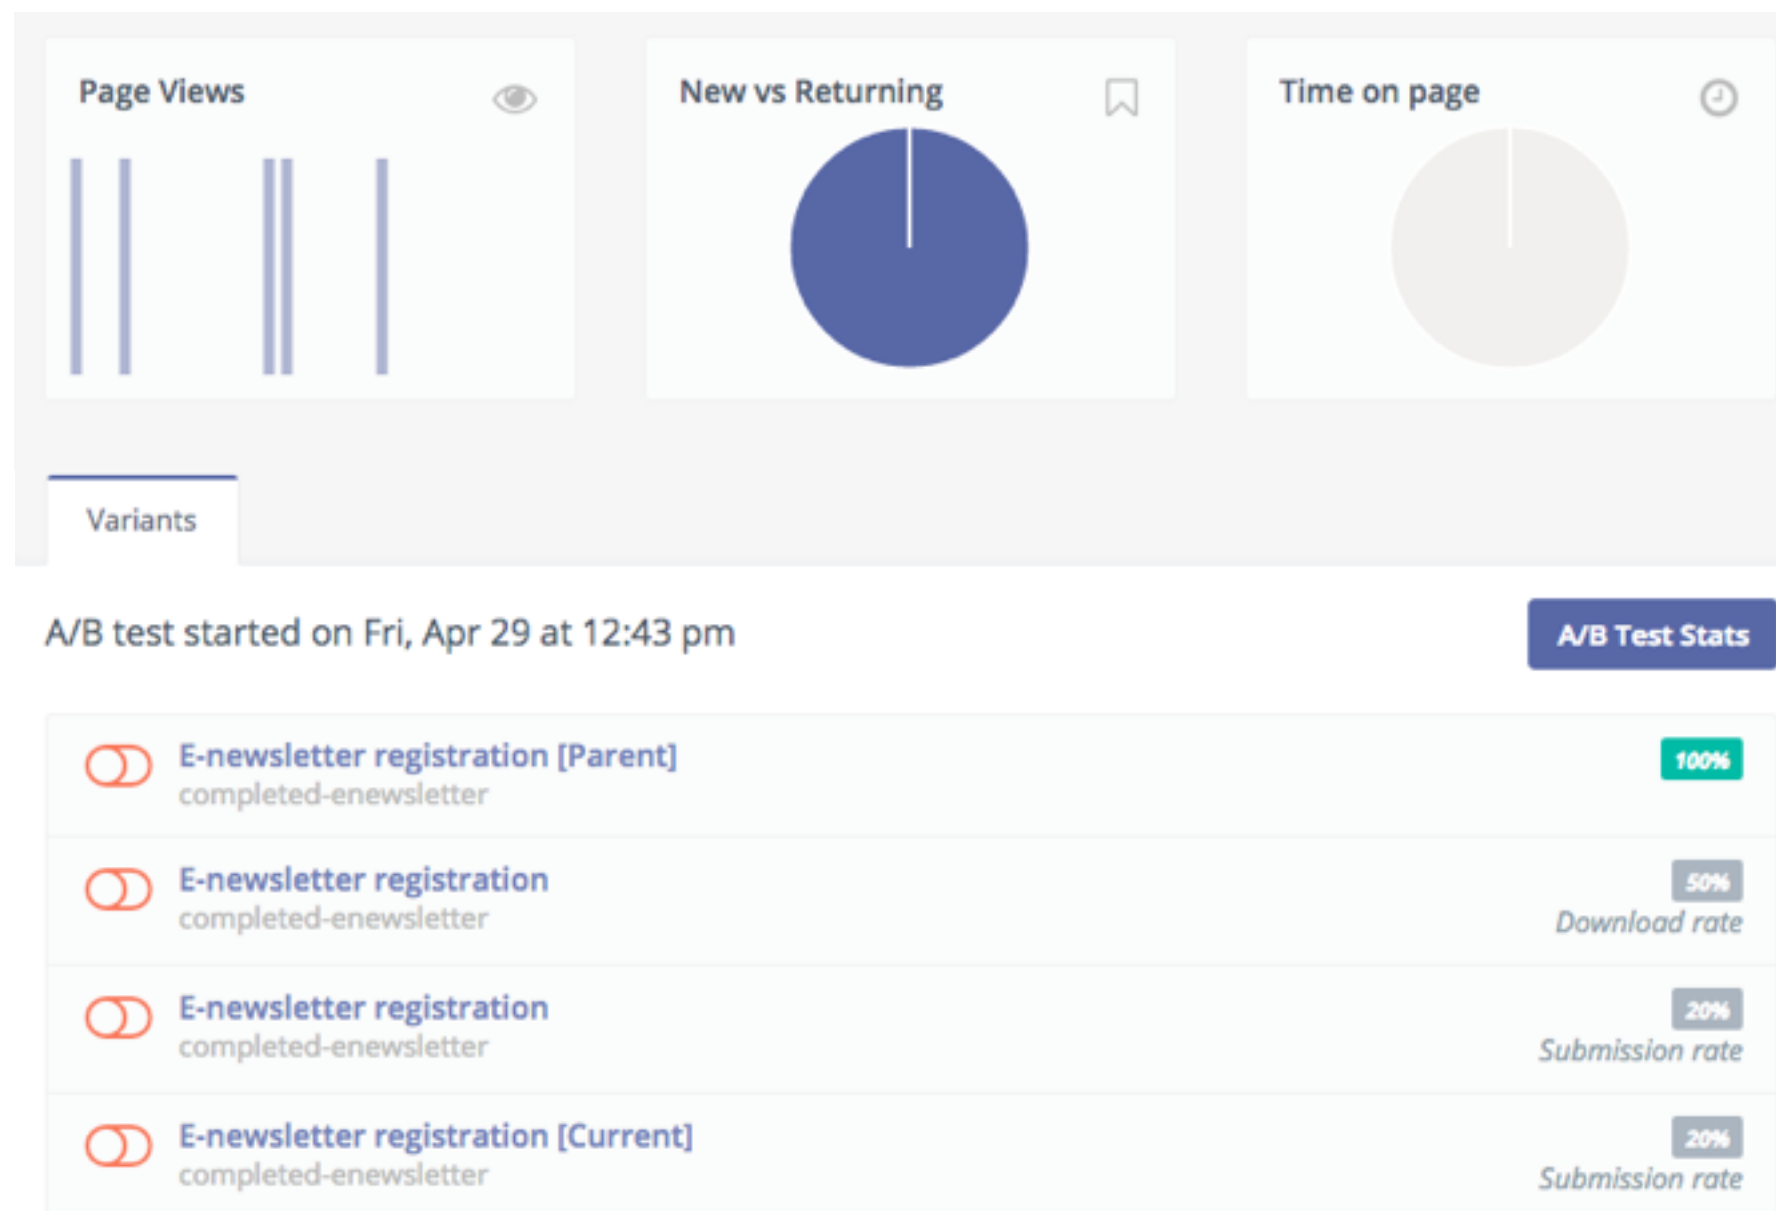 Page Views
New vs Returning
Time on page
Variants
A/B test started on Fri, Apr 29 at 12:43 pm
A/B Test Stats
E-newsletter registration [Parent]
100%
completed-enewsletter
E-newsletter registration
50%
completed-enewsletter
Download rate
E-newsletter registration
20%
completed-enewsletter
Submission rate
E-newsletter registration [Current]
20%
completed-enewsletter
Submission rate